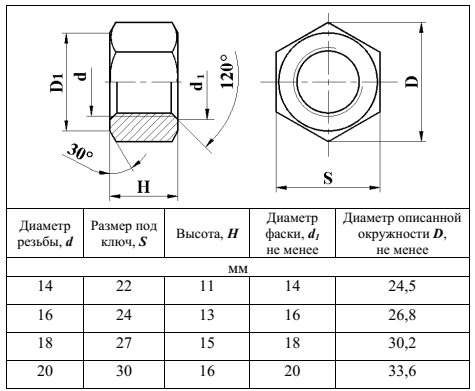 D1
d
d1
120°
D
30°
H
S
Диаметр резьбы, d
Размер под ключ, S
Высота, H
Диаметр фаски, d1 не менее
Диаметр описанной окружности D, не менее
мм
14 22 11 14 24,5
16 24 13 16 26,8
18 27 15 18 30,2
20 30 16 20 33,6